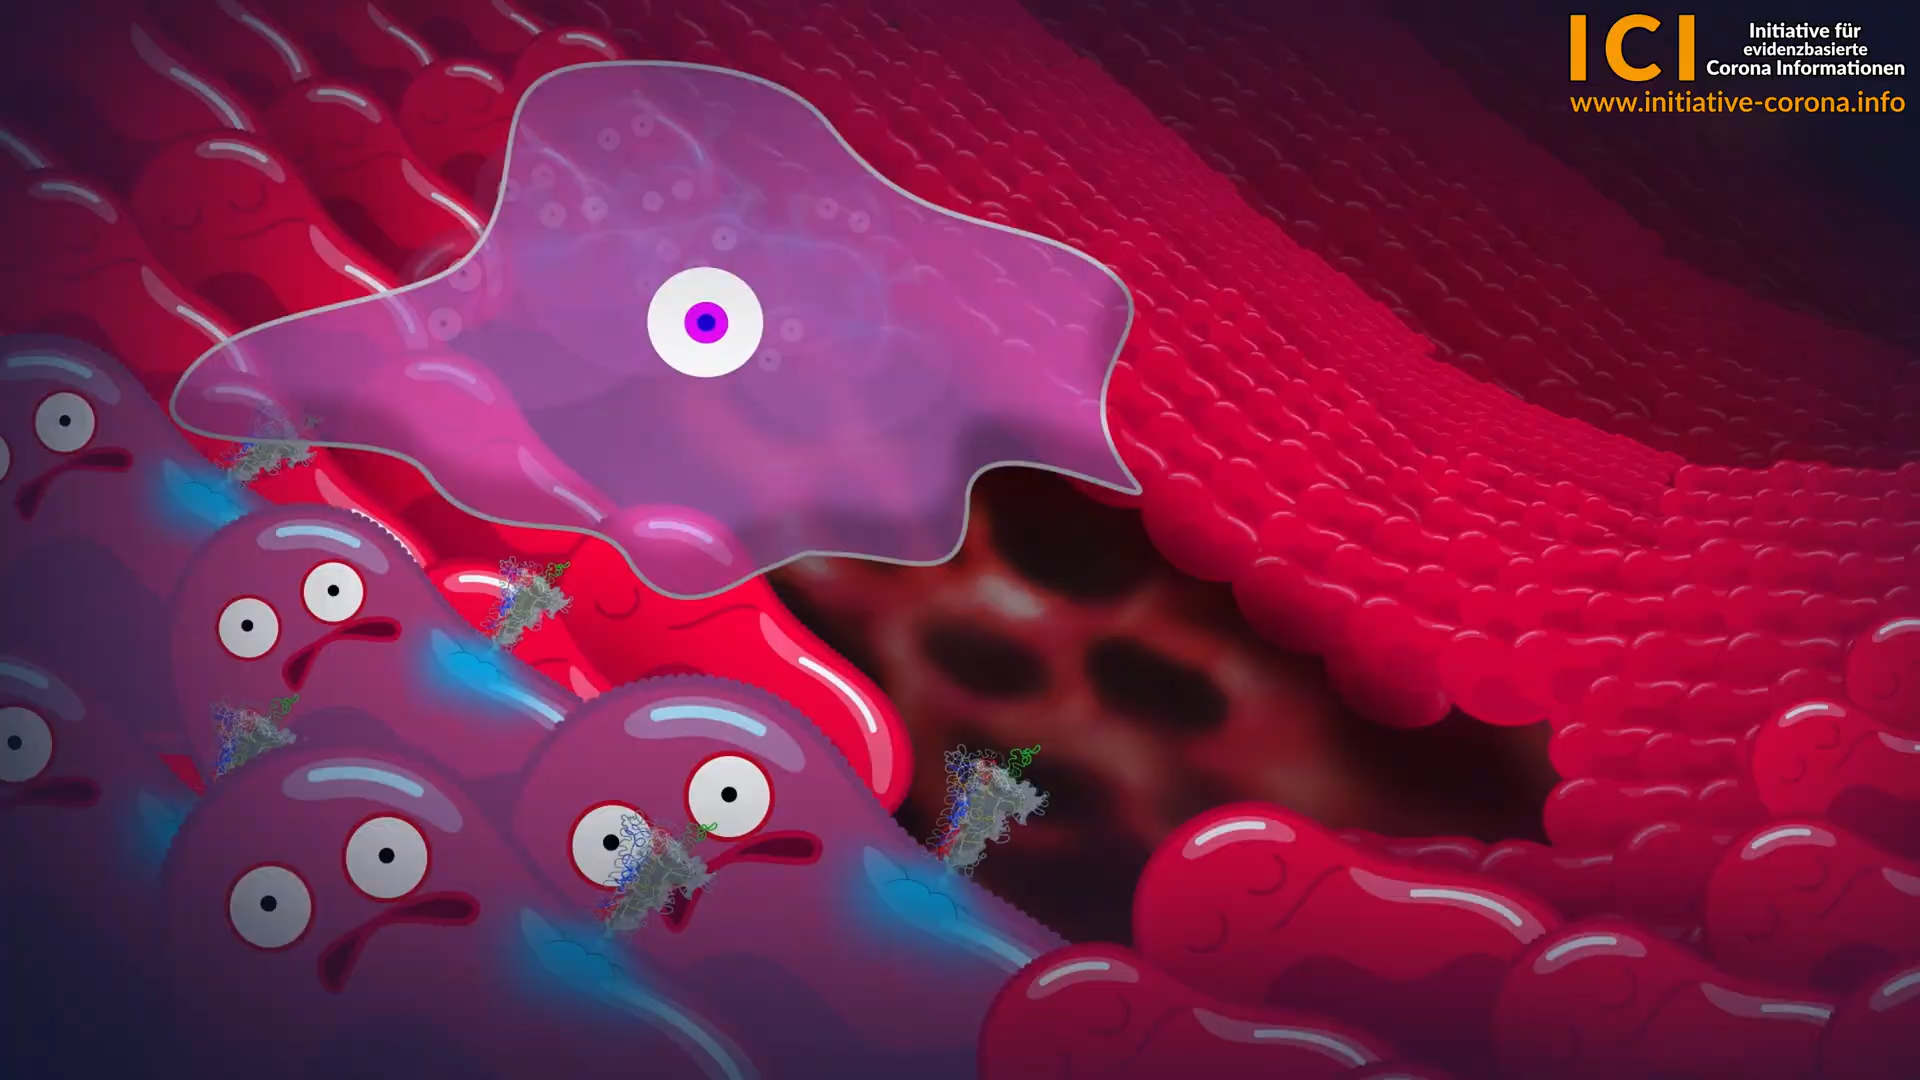 ICI
Initiative für
evidenzbasierte
Corona Informationen
www.initiative-corona.info